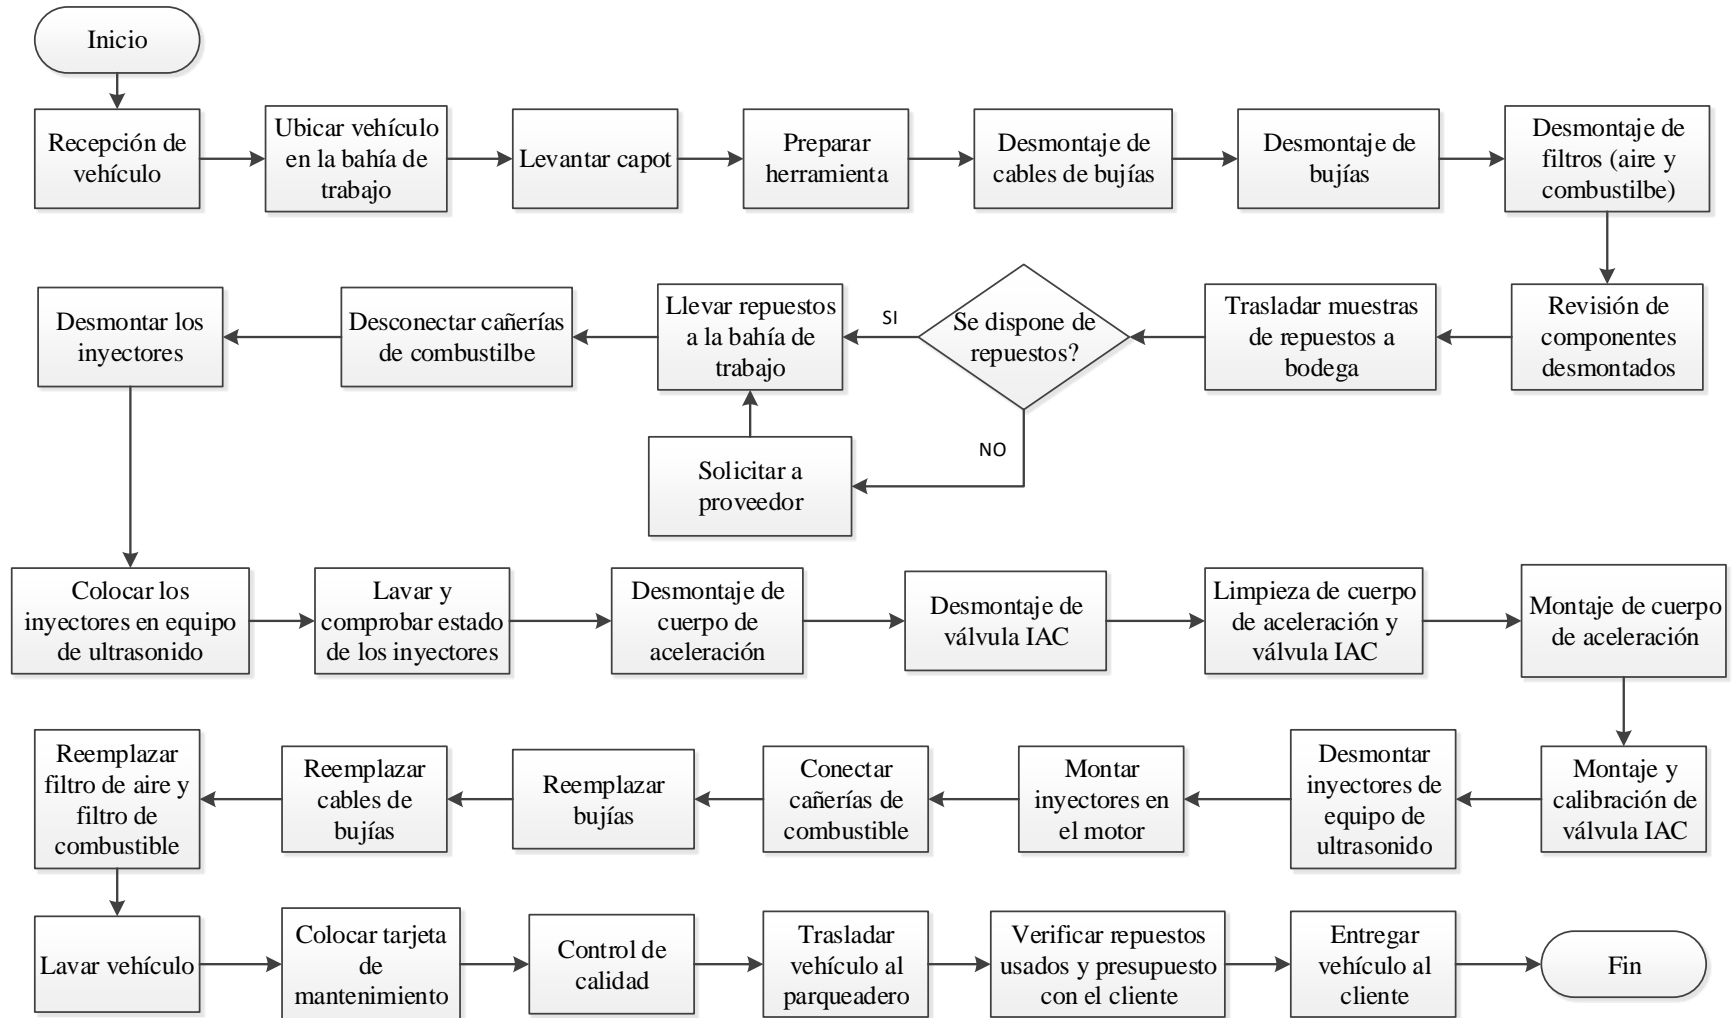 Inicio
Recepción de
vehículo
Ubicar vehículo
en la bahía de
trabajo
Levantar capot
Preparar
herramienta
Desmontaje de
cables de bujías
Desmontaje de
bujías
Desmontaje de
filtros (aire y
combustilbe)
Revisión de
componentes
desmontados
Trasladar muestras
de repuestos a
bodega
Se dispone de
repuestos?
SI
NO
Solicitar a
proveedor
Llevar repuestos
a la bahía de
trabajo
Desconectar cañerías
de combustilbe
Desmontar los
inyectores
Colocar los
inyectores en equipo
de ultrasonido
Lavar y
comprobar estado
de los inyectores
Desmontaje de
cuerpo de
aceleración
Desmontaje de
válvula IAC
Limpieza de cuerpo
de aceleración y
válvula IAC
Montaje de cuerpo
de aceleración
Montaje y
calibración de
válvula IAC
Desmontar
inyectores de
equipo de
ultrasonido
Montar
inyectores en
el motor
Conectar
cañerías de
combustible
Reemplazar
bujías
Reemplazar
cables de
bujías
Reemplazar
filtro de aire y
filtro de
combustible
Lavar vehículo
Colocar tarjeta
de
mantenimiento
Control de
calidad
Trasladar
vehículo al
parqueadero
Verificar repuestos
usados y presupuesto
con el cliente
Entregar
vehículo al
cliente
Fin